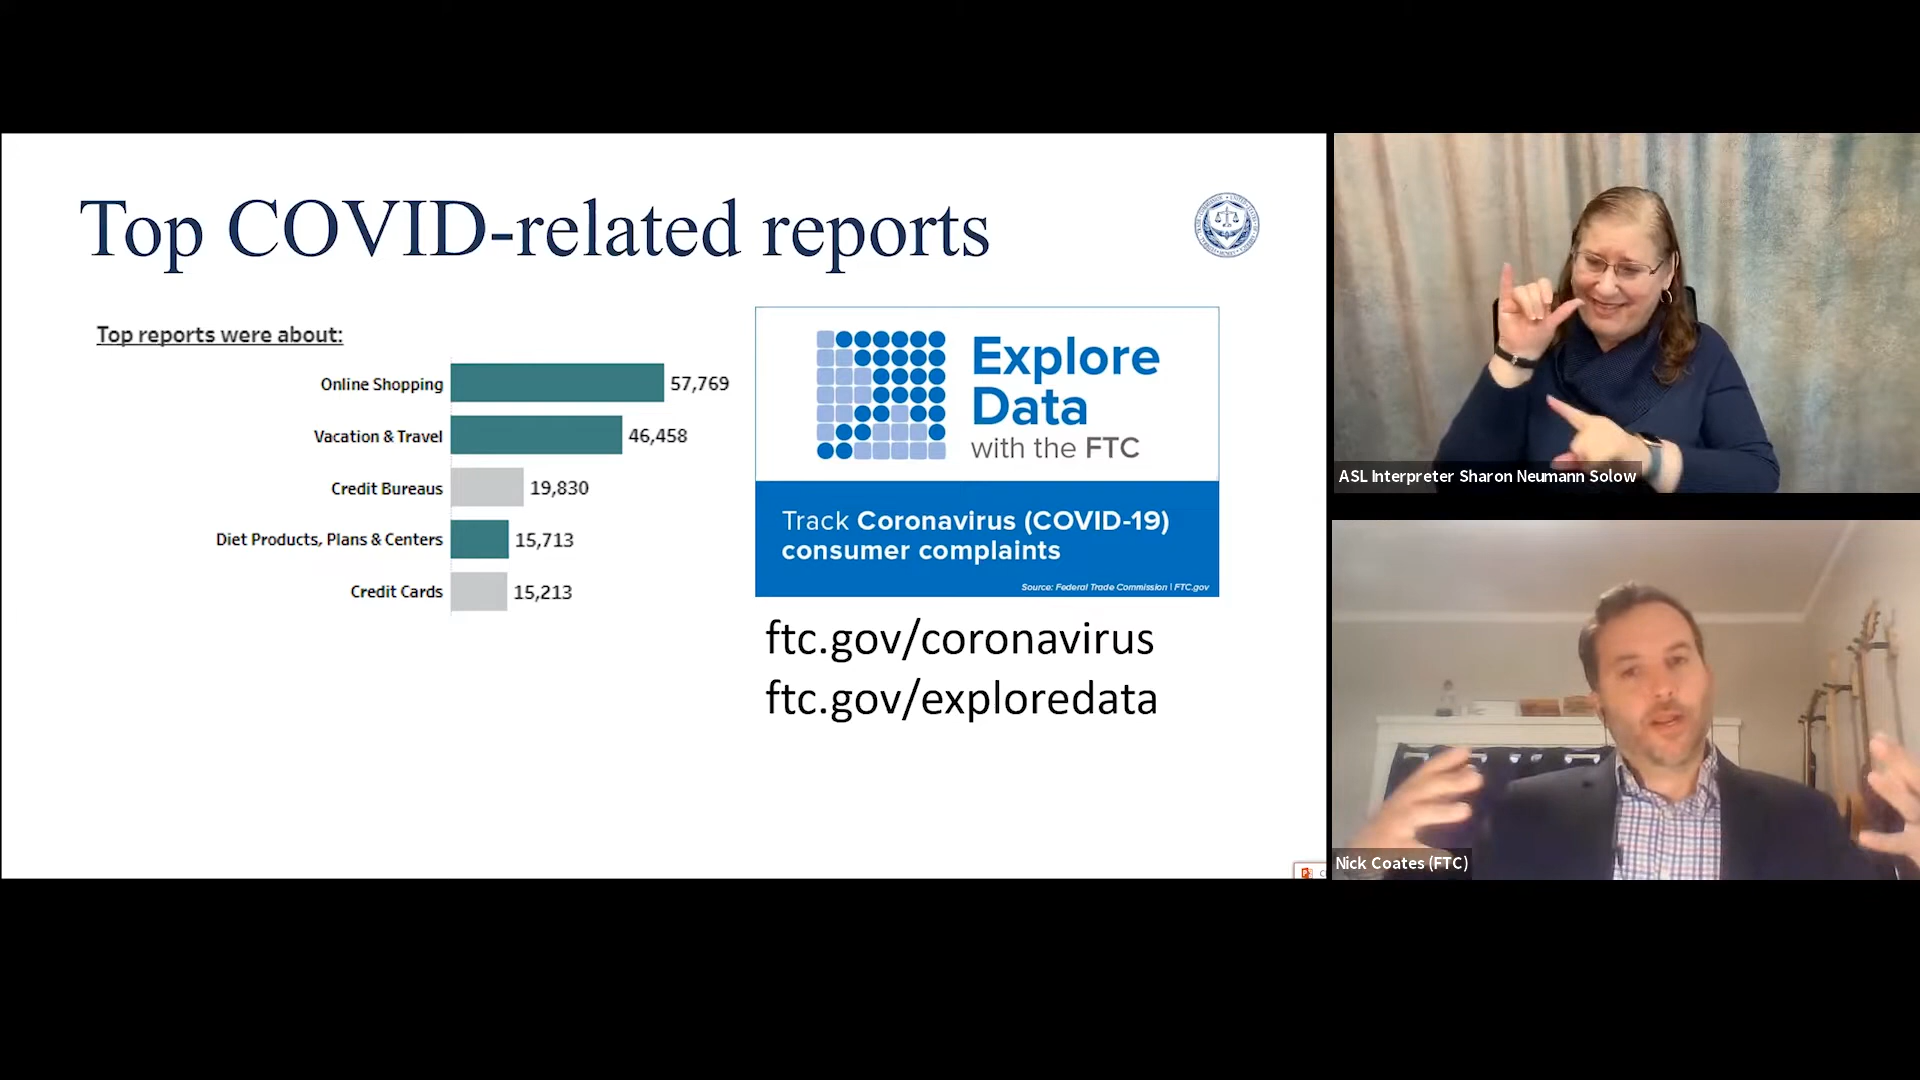 Top COVID-related reports
Top reports were about:
Online Shopping 57,769
Vacation & Travel 46,458
Credit Bureaus 19,830
Diet Products, Plans & Centers 15,713
Credit Cards 15,213
Explore
Data
with the FTC
Track Coronavirus (COVID-19)
consumer complaints
Source: Federal Trade Commission | FTC.gov
ftc.gov/coronavirus
ftc.gov/exploredata
ASL Interpreter Sharon Neumann Solow
Nick Coates (FTC)